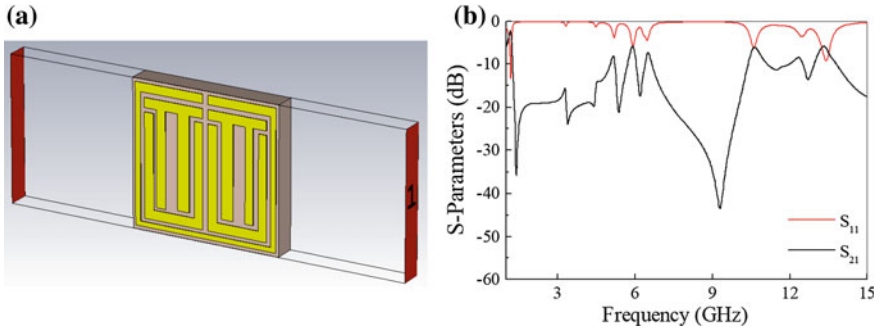 (a)
1
(b)
S-Parameters (dB)
0
-10
-20
-30
-40
-50
-60
3
6
9
12
15
Frequency (GHz)
S₁₁
S₂₁